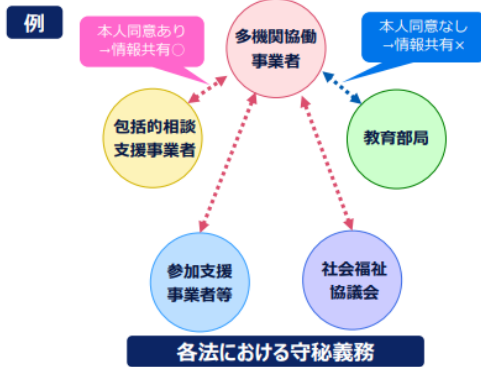 例
本人同意あり
→情報共有○
多機関協働
事業者
本人同意なし
→情報共有×
包括的相談
支援事業者
教育部局
参加支援
事業者等
社会福祉
協議会
各法における守秘義務